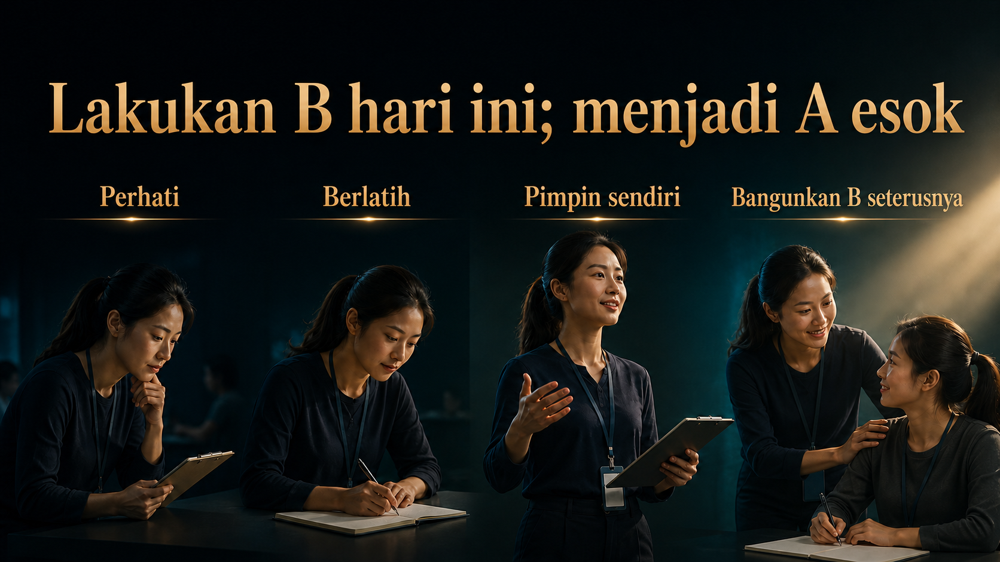 Lakukan B hari ini; menjadi A esok
Perhati
Berlatih
Pimpin sendiri
Bangunkan B seterusnya